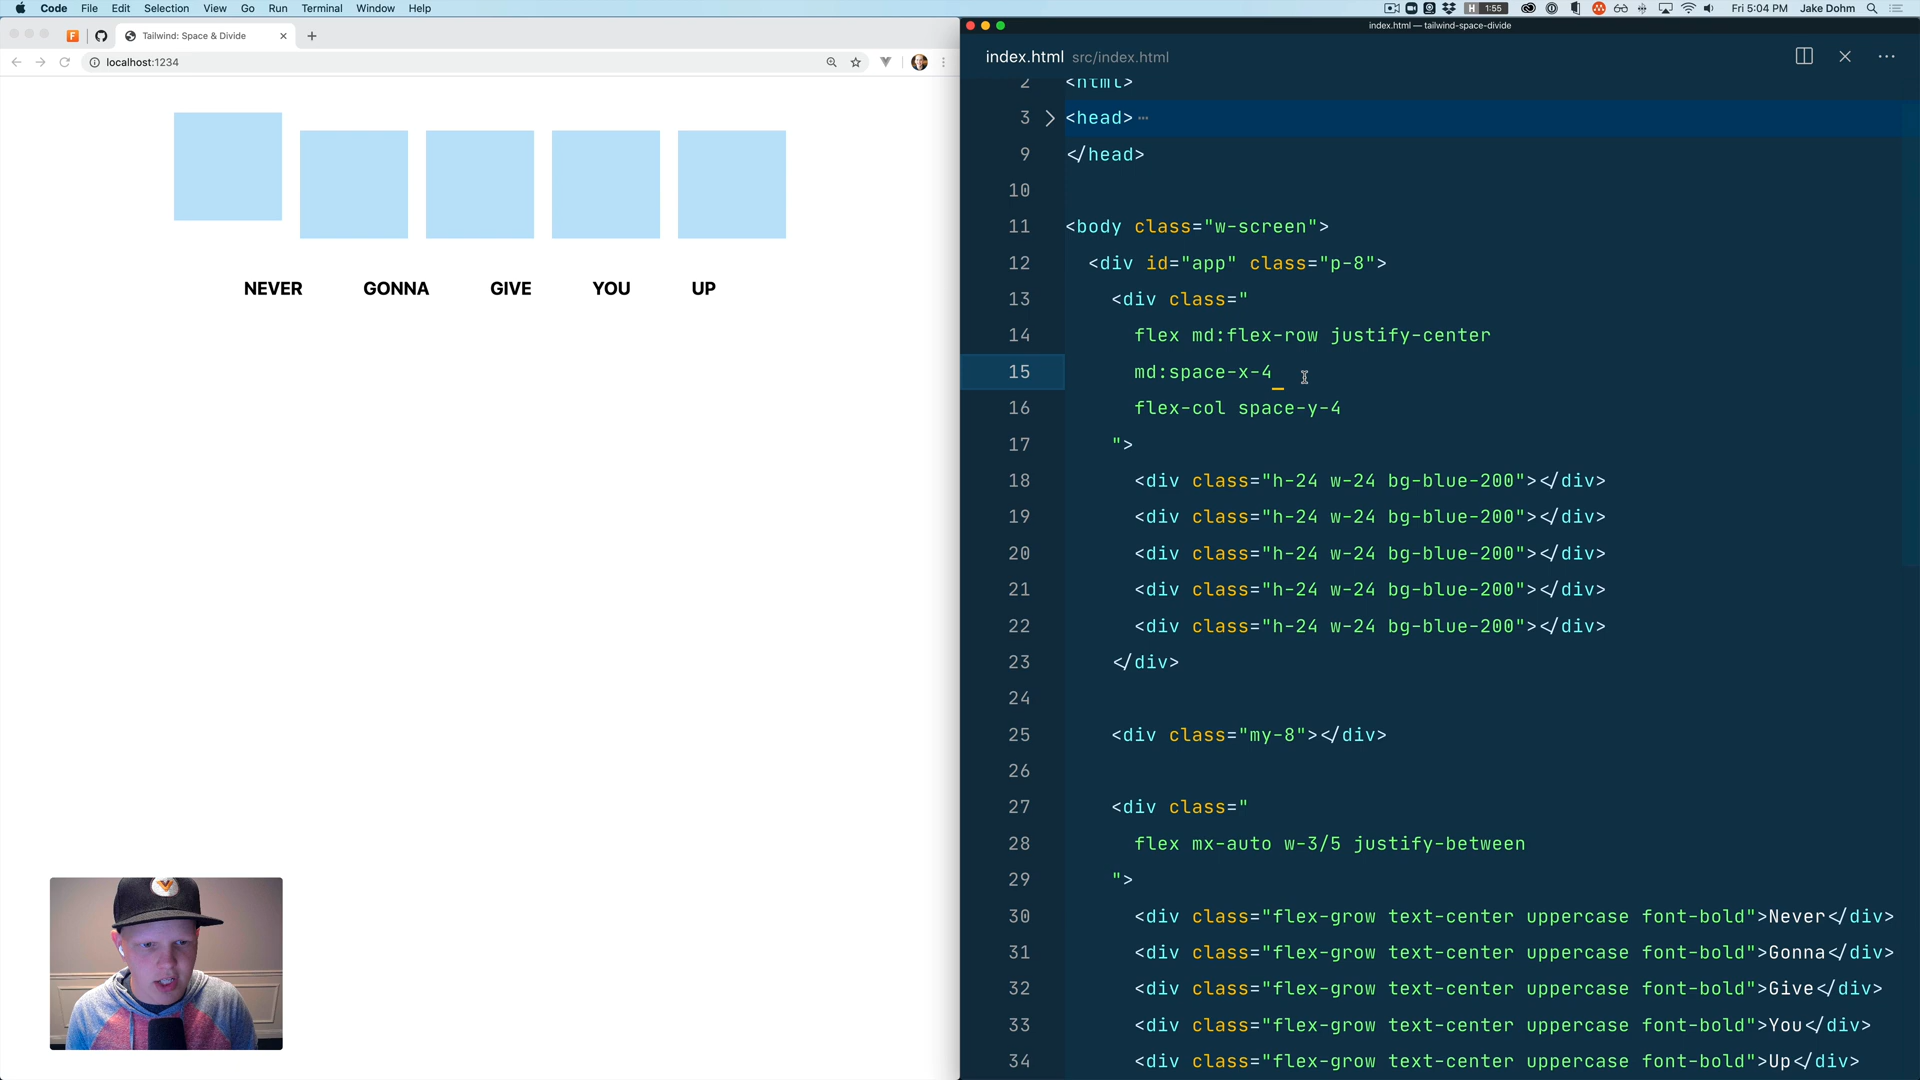 Code File Edit Selection View Go Run Terminal Window Help
H 1:55 Fri 5:04 PM Jake Dohm
F Tailwind: Space & Divide
localhost:1234
NEVER GONNA GIVE YOU UP
index.html — tailwind-space-divide
index.html src/index.html
2 <html>
3 <head> ⋯
9 </head>
10
11 <body class="w-screen">
12 <div id="app" class="p-8">
13 <div class="
14 flex md:flex-row justify-center
15 md:space-x-4
16 flex-col space-y-4
17 ">
18 <div class="h-24 w-24 bg-blue-200"></div>
19 <div class="h-24 w-24 bg-blue-200"></div>
20 <div class="h-24 w-24 bg-blue-200"></div>
21 <div class="h-24 w-24 bg-blue-200"></div>
22 <div class="h-24 w-24 bg-blue-200"></div>
23 </div>
24
25 <div class="my-8"></div>
26
27 <div class="
28 flex mx-auto w-3/5 justify-between
29 ">
30 <div class="flex-grow text-center uppercase font-bold">Never</div>
31 <div class="flex-grow text-center uppercase font-bold">Gonna</div>
32 <div class="flex-grow text-center uppercase font-bold">Give</div>
33 <div class="flex-grow text-center uppercase font-bold">You</div>
34 <div class="flex-grow text-center uppercase font-bold">Up</div>